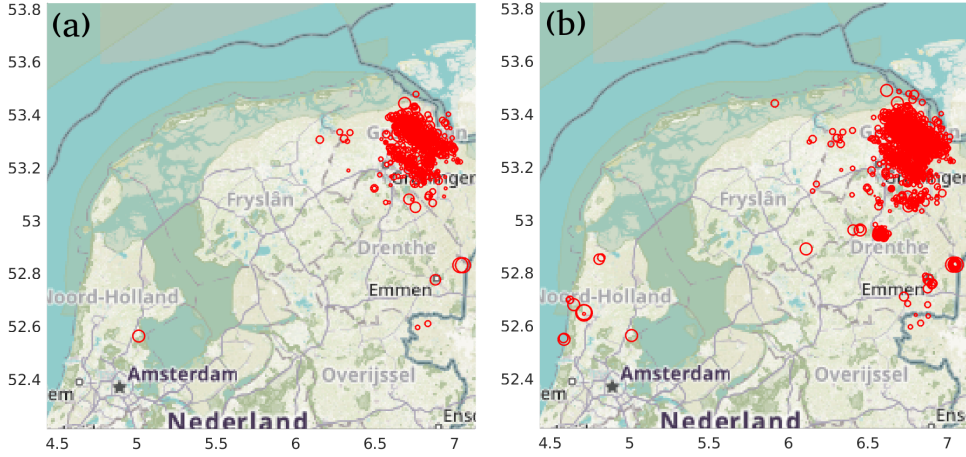 (a)
53.8
53.6
53.4
53.2
53
52.8
52.6
52.4
Fryslân
Drenthe
Emmen
Noord-Holland
Amsterdam
Overijssel
Nederland
4.5 5 5.5 6 6.5 7
(b)
53.8
53.6
53.4
53.2
53
52.8
52.6
52.4
Fryslân
Drenthe
Emmen
Noord-Holland
Amsterdam
Overijssel
Nederland
4.5 5 5.5 6 6.5 7